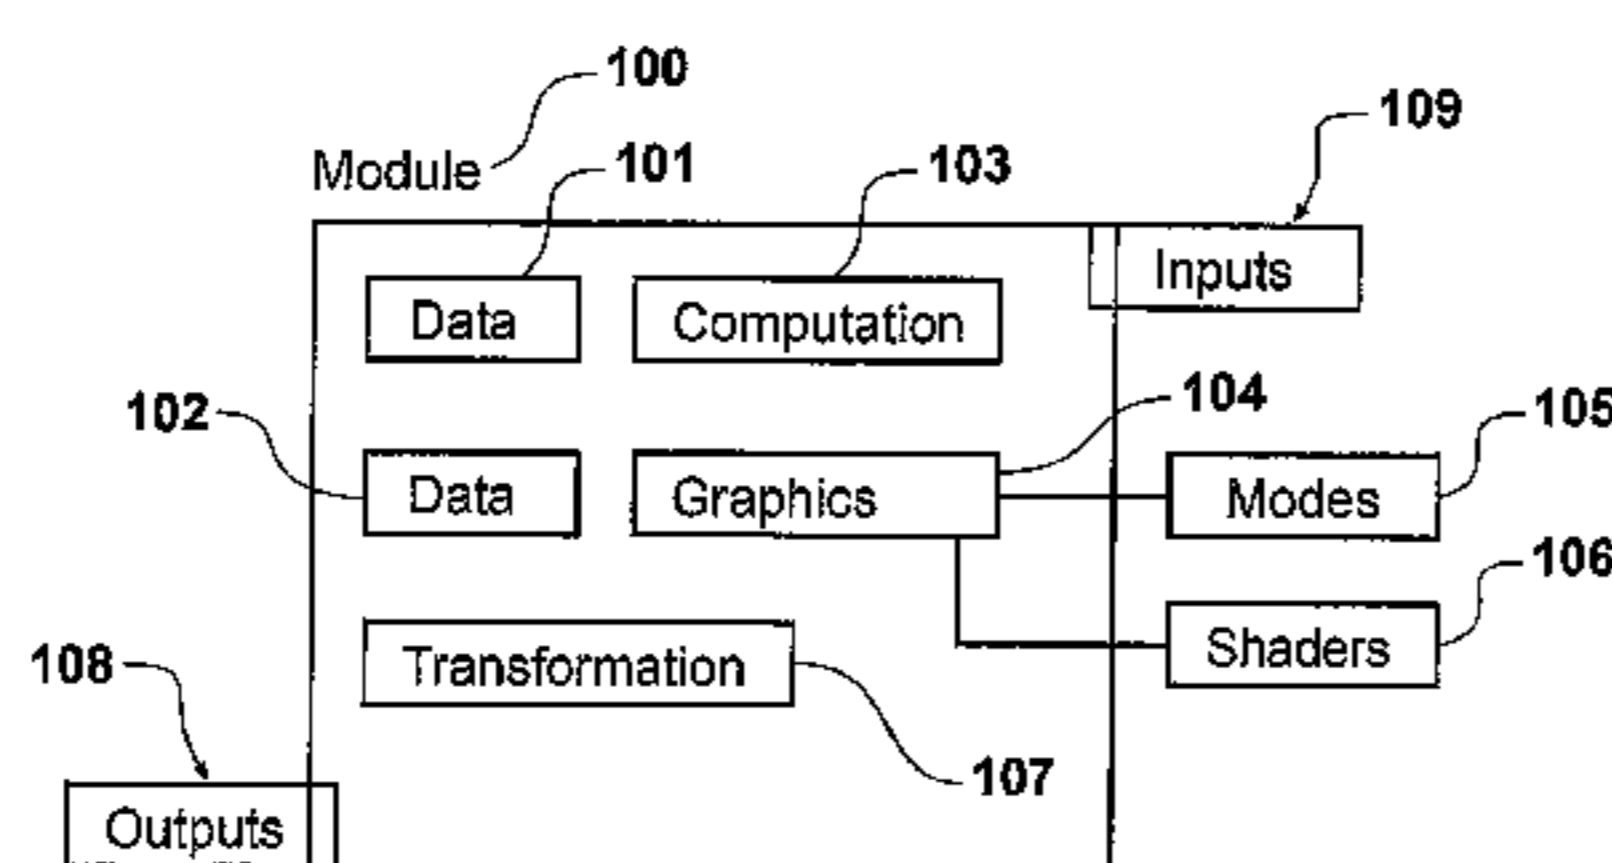 100
109
Module
101
103
Inputs
Data
Computation
102
104
105
Data
Graphics
Modes
106
Shaders
108
Transformation
107
Outputs